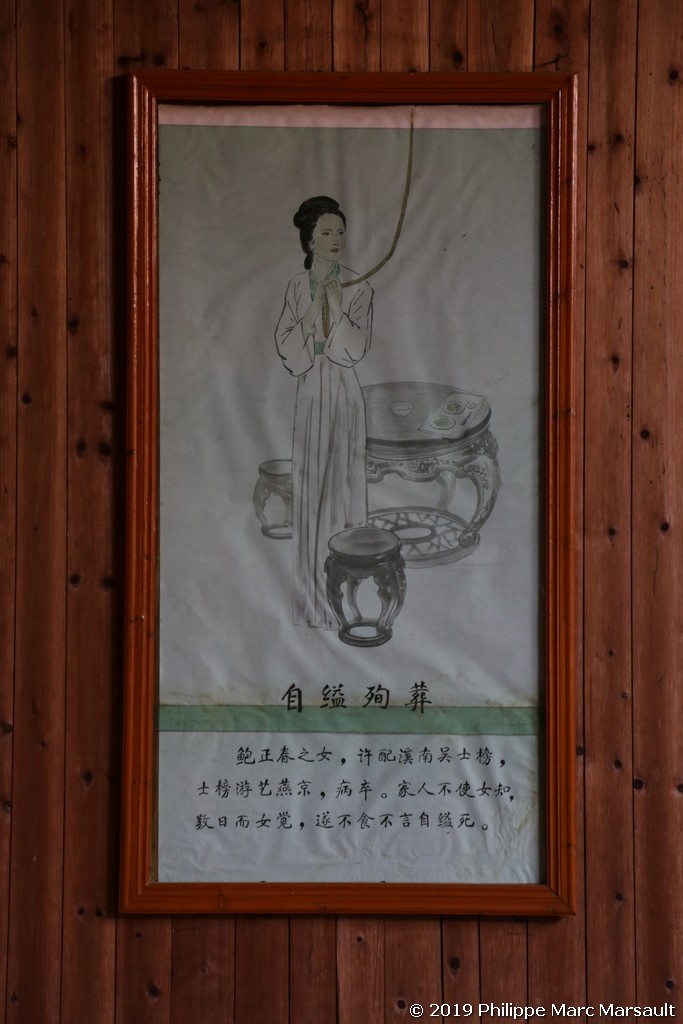 自缢殉葬
鲍正春之女，许配溪南吴士榜，
士榜游艺燕京，病卒。家人不使女知，
数日而女觉，遂不食不言自缢死。
© 2019 Philippe Marc Marsault